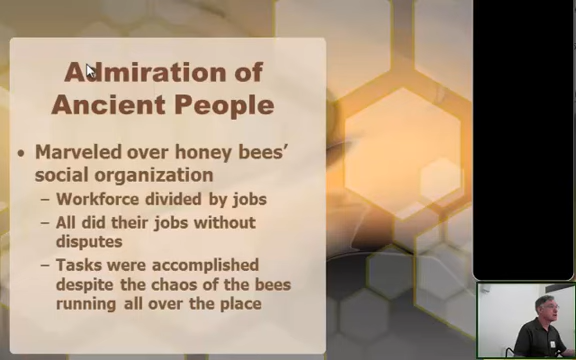 Admiration of
Ancient People
• Marveled over honey bees’
social organization
– Workforce divided by jobs
– All did their jobs without
disputes
– Tasks were accomplished
despite the chaos of the bees
running all over the place